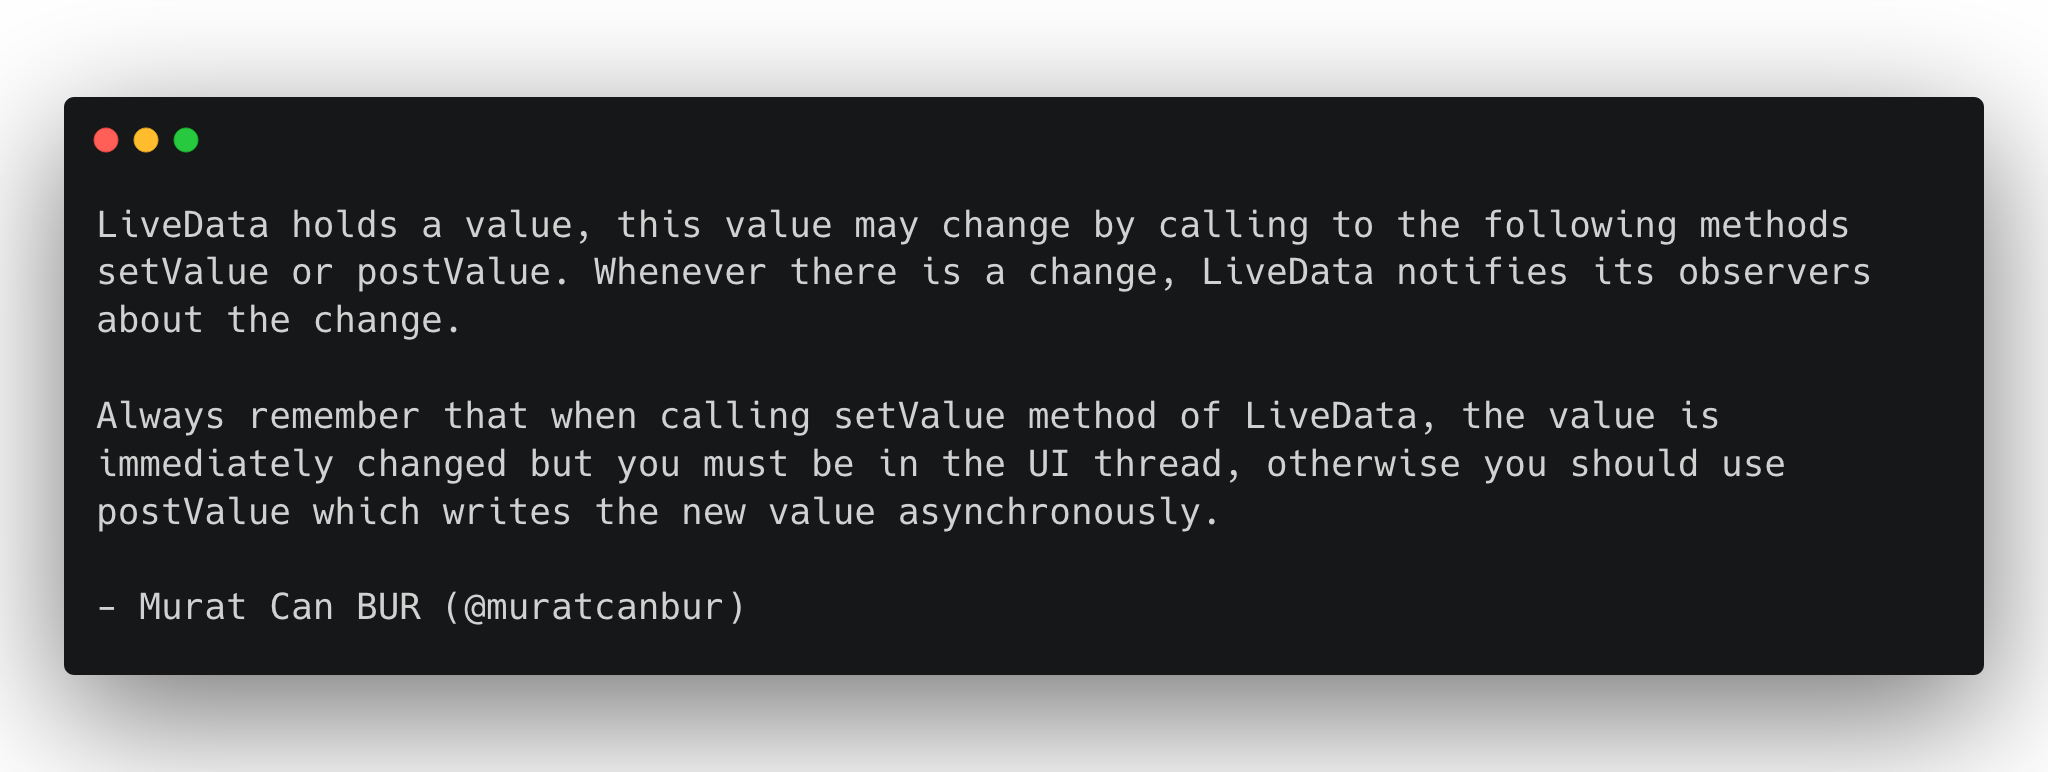 LiveData holds a value, this value may change by calling to the following methods
setValue or postValue. Whenever there is a change, LiveData notifies its observers
about the change.
Always remember that when calling setValue method of LiveData, the value is
immediately changed but you must be in the UI thread, otherwise you should use
postValue which writes the new value asynchronously.
- Murat Can BUR (@muratcanbur)